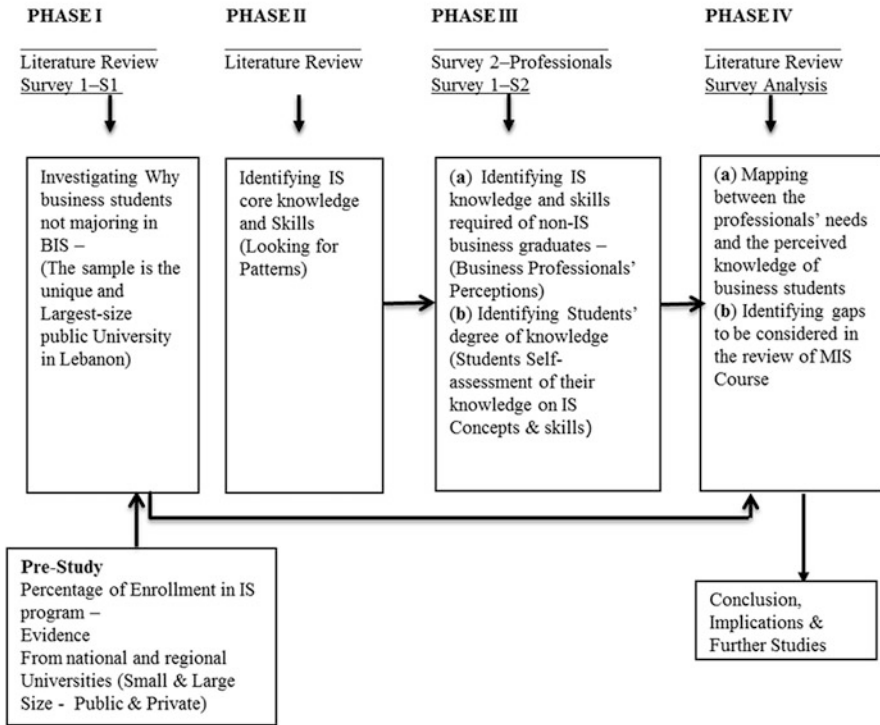 PHASE I
Literature Review
Survey 1–S1
Investigating Why
business students
not majoring in
BIS –
(The sample is the
unique and
Largest-size
public University
in Lebanon)
PHASE II
Literature Review
Identifying IS
core knowledge
and Skills
(Looking for
Patterns)
PHASE III
Survey 2–Professionals
Survey 1–S2
(a) Identifying IS
knowledge and skills
required of non-IS
business graduates –
(Business Professionals’
Perceptions)
(b) Identifying Students’
degree of knowledge
(Students Self-
assessment of their
knowledge on IS
Concepts & skills)
PHASE IV
Literature Review
Survey Analysis
(a) Mapping
between the
professionals’ needs
and the perceived
knowledge of
business students
(b) Identifying gaps
to be considered in
the review of MIS
Course
Pre-Study
Percentage of Enrollment in IS
program –
Evidence
From national and regional
Universities (Small & Large
Size - Public & Private)
Conclusion,
Implications &
Further Studies